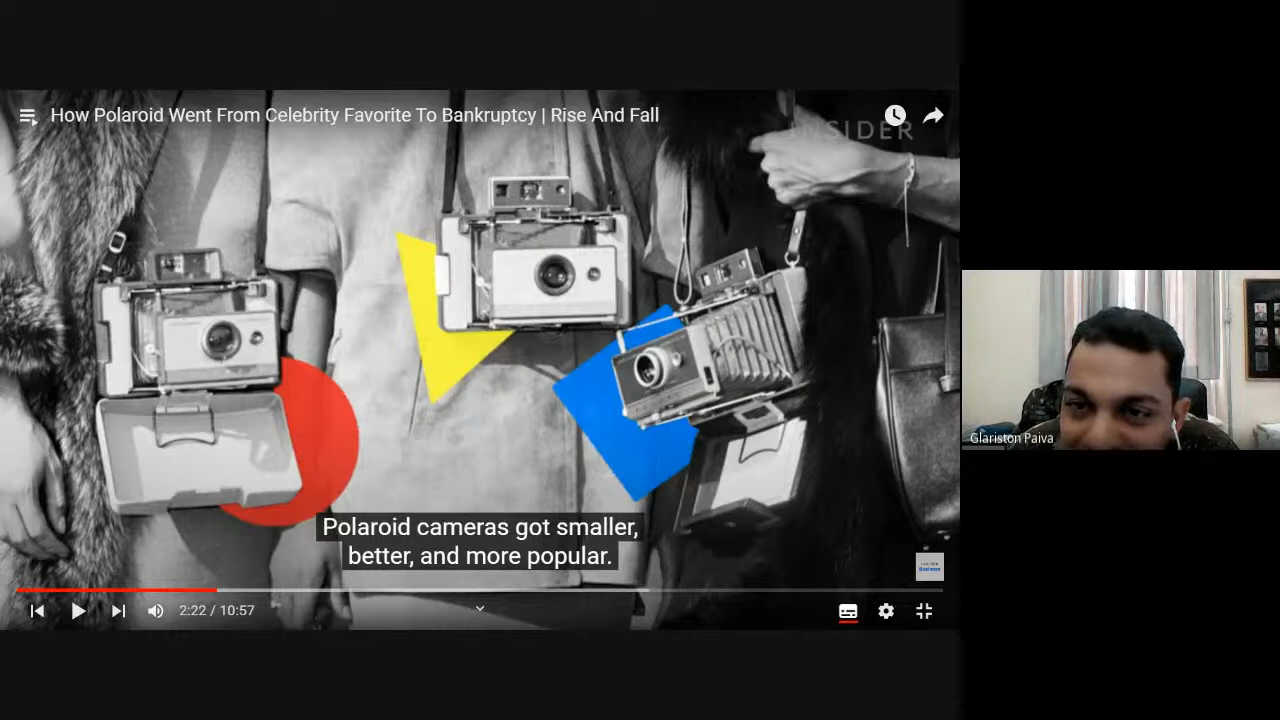 How Polaroid Went From Celebrity Favorite To Bankruptcy | Rise And Fall
INSIDER
Polaroid cameras got smaller,
better, and more popular.
2:22 / 10:57
Glariston Paiva